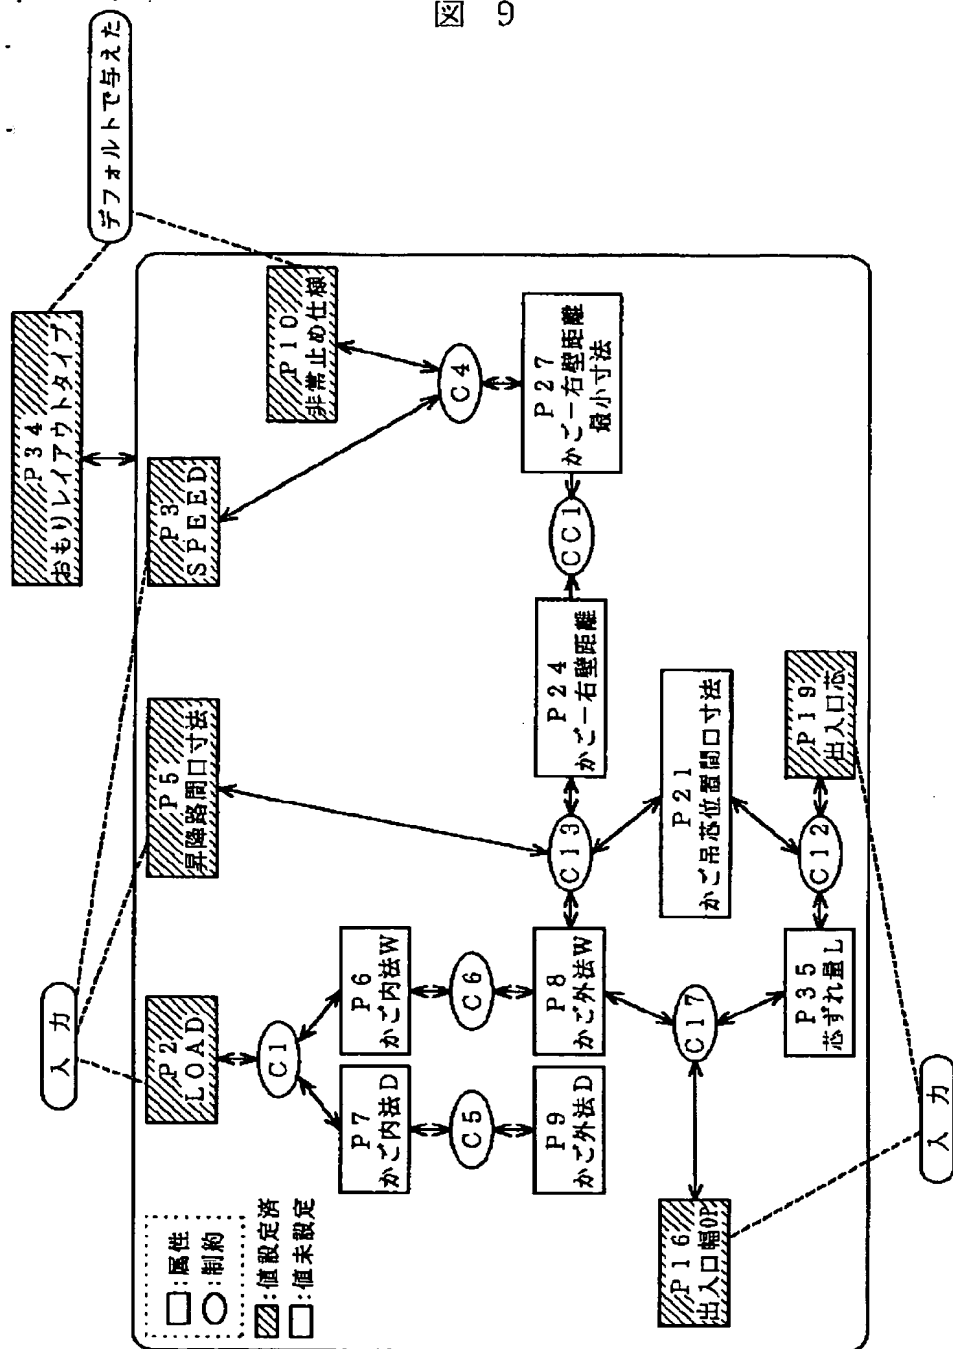 図 9
デフォルトで与えた
P34
おもりレイアウトタイプ
P10
非常止め仕様
P3
SPEED
C4
P27
かごー右壁距離
最小寸法
CC1
P5
昇降路間口寸法
P24
かごー右壁距離
P19
出入口芯
P21
かご吊芯位置間口寸法
C13
C12
入 力
P2
LOAD
C1
P6
かご内法W
C6
P8
かご外法W
C17
P35
芯ずれ量L
P7
かご内法D
C5
P9
かご外法D
入 力
P16
出入口幅OP
:属性
:制約
:値設定済
:値未設定